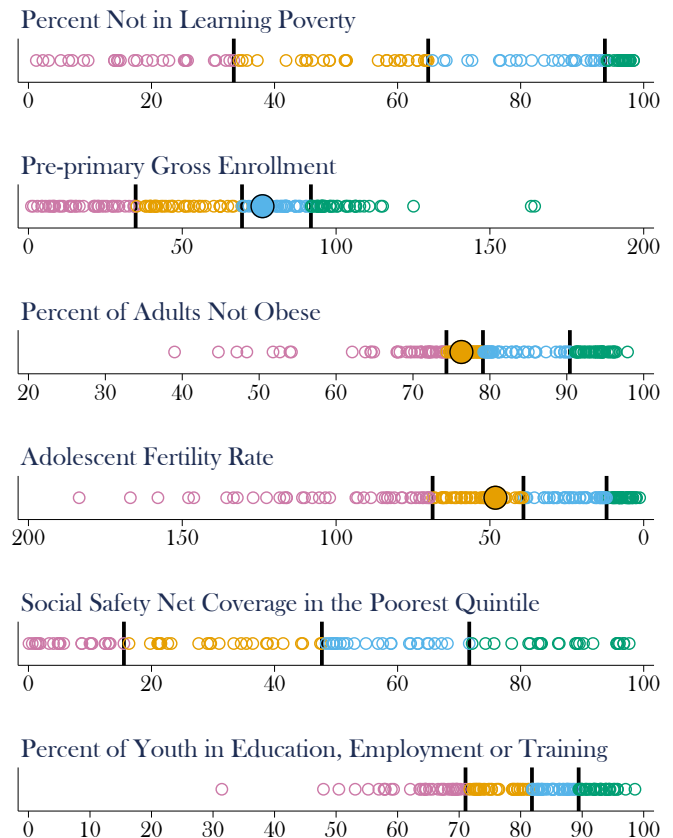 Percent Not in Learning Poverty
0 20 40 60 80 100
Pre-primary Gross Enrollment
0 50 100 150 200
Percent of Adults Not Obese
20 30 40 50 60 70 80 90 100
Adolescent Fertility Rate
200 150 100 50 0
Social Safety Net Coverage in the Poorest Quintile
0 20 40 60 80 100
Percent of Youth in Education, Employment or Training
0 10 20 30 40 50 60 70 80 90 100